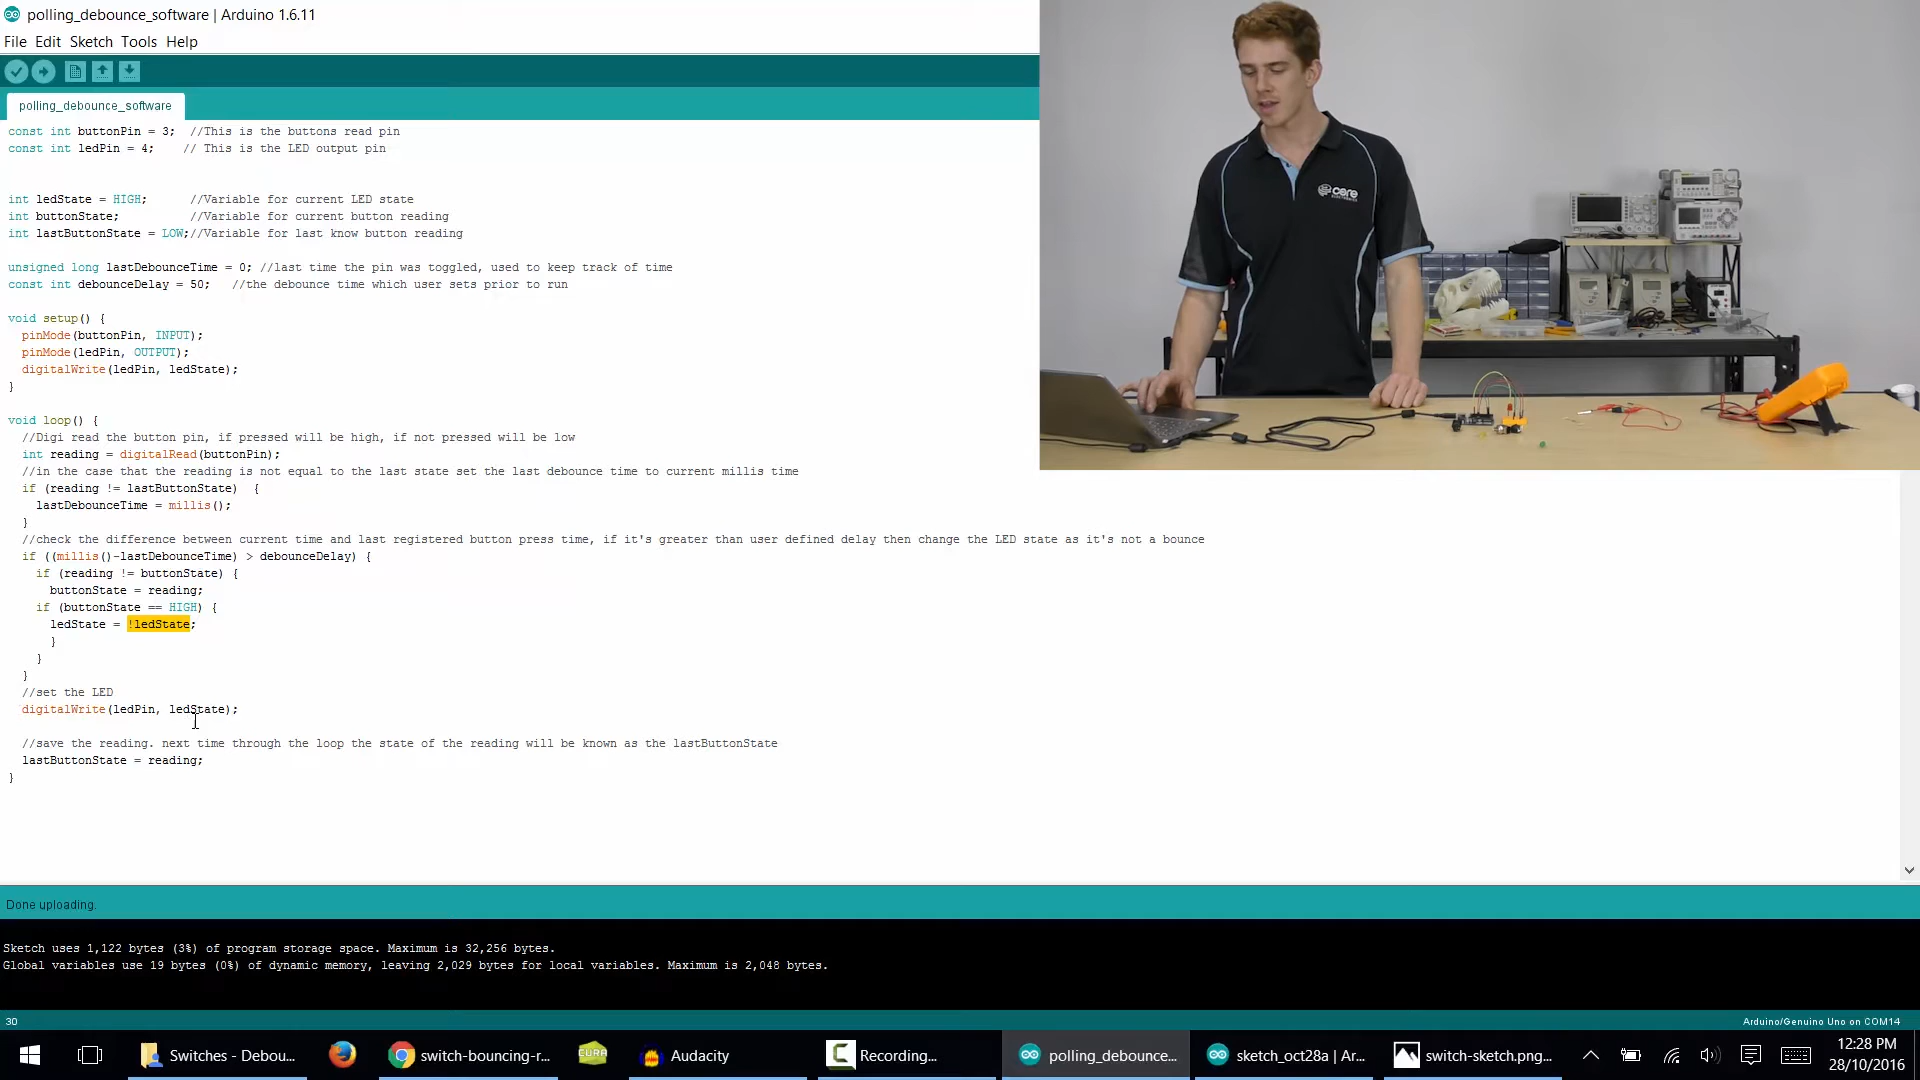 polling_debounce_software | Arduino 1.6.11
File Edit Sketch Tools Help
polling_debounce_software
const int buttonPin = 3;  //This is the buttons read pin
const int ledPin = 4;    // This is the LED output pin
int ledState = HIGH;      //Variable for current LED state
int buttonState;          //Variable for current button reading
int lastButtonState = LOW;//Variable for last know button reading
unsigned long lastDebounceTime = 0; //last time the pin was toggled, used to keep track of time
const int debounceDelay = 50;   //the debounce time which user sets prior to run
void setup() {
pinMode(buttonPin, INPUT);
pinMode(ledPin, OUTPUT);
digitalWrite(ledPin, ledState);
}
void loop() {
//Digi read the button pin, if pressed will be high, if not pressed will be low
int reading = digitalRead(buttonPin);
//in the case that the reading is not equal to the last state set the last debounce time to current millis time
if (reading != lastButtonState)  {
lastDebounceTime = millis();
}
//check the difference between current time and last registered button press time, if it's greater than user defined delay then change the LED state as it's not a bounce
if ((millis()-lastDebounceTime) > debounceDelay) {
if (reading != buttonState) {
buttonState = reading;
if (buttonState == HIGH) {
ledState = !ledState;
}
}
}
//set the LED
digitalWrite(ledPin, ledState);
//save the reading. next time through the loop the state of the reading will be known as the lastButtonState
lastButtonState = reading;
}
core
ELECTRONICS
Done uploading.
Sketch uses 1,122 bytes (3%) of program storage space. Maximum is 32,256 bytes.
Global variables use 19 bytes (0%) of dynamic memory, leaving 2,029 bytes for local variables. Maximum is 2,048 bytes.
30
Arduino/Genuino Uno on COM14
Switches - Debou...
switch-bouncing-r...
CURA
Audacity
Recording...
polling_debounce...
sketch_oct28a | Ar...
switch-sketch.png...
12:28 PM
28/10/2016